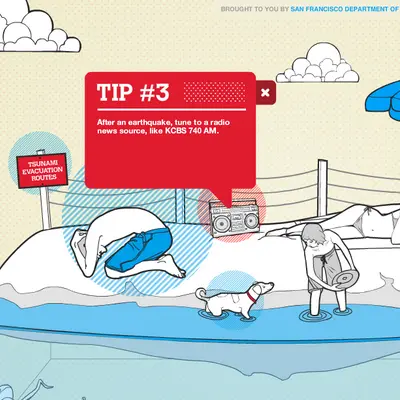 BROUGHT TO YOU BY SAN FRANCISCO DEPARTMENT OF
TIP #3
After an earthquake, tune to a radio
news source, like KCBS 740 AM.
TSUNAMI
EVACUATION
ROUTES